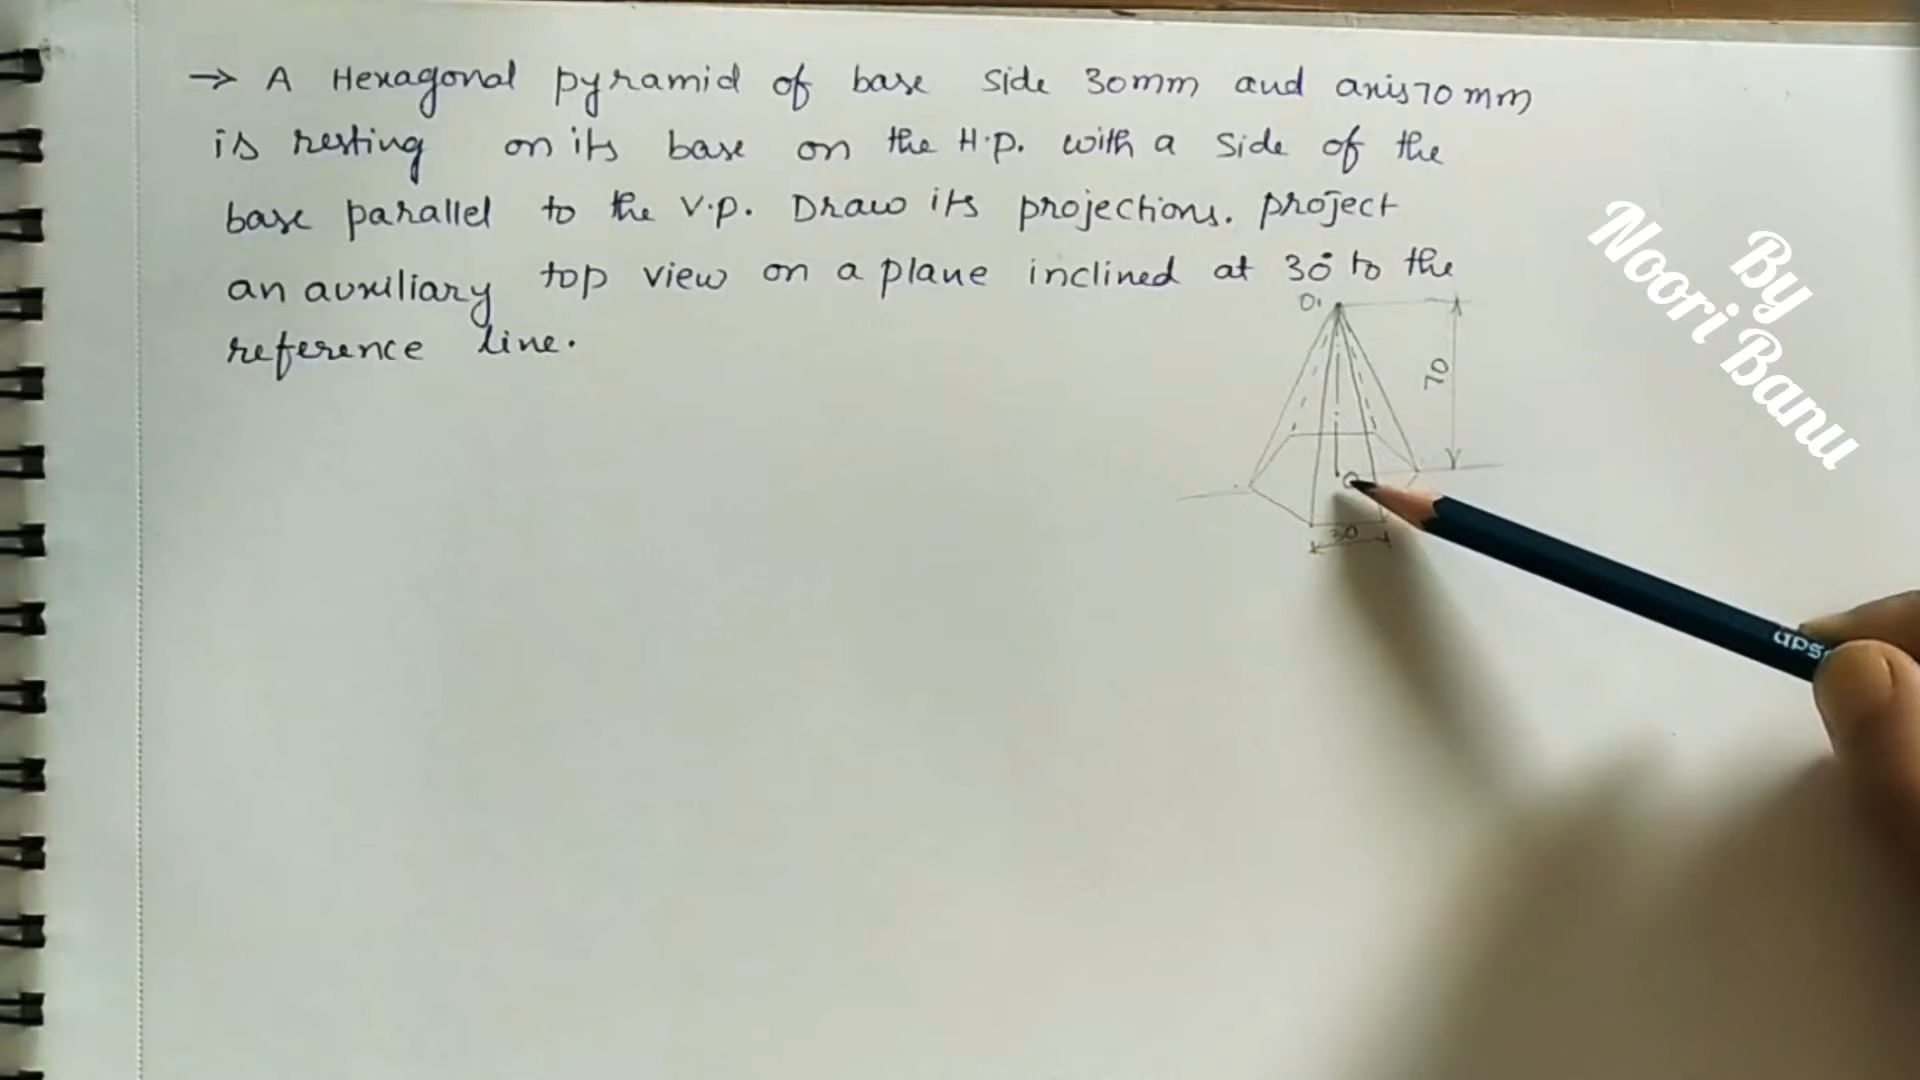 → A Hexagonal pyramid of base side 30mm and axis 70 mm
is resting on its base on the H.P. with a side of the
base parallel to the V.P. Draw its projections. project
an auxiliary top view on a plane inclined at 30° to the
reference line.
O1
70
O
30
By
Noori Banu